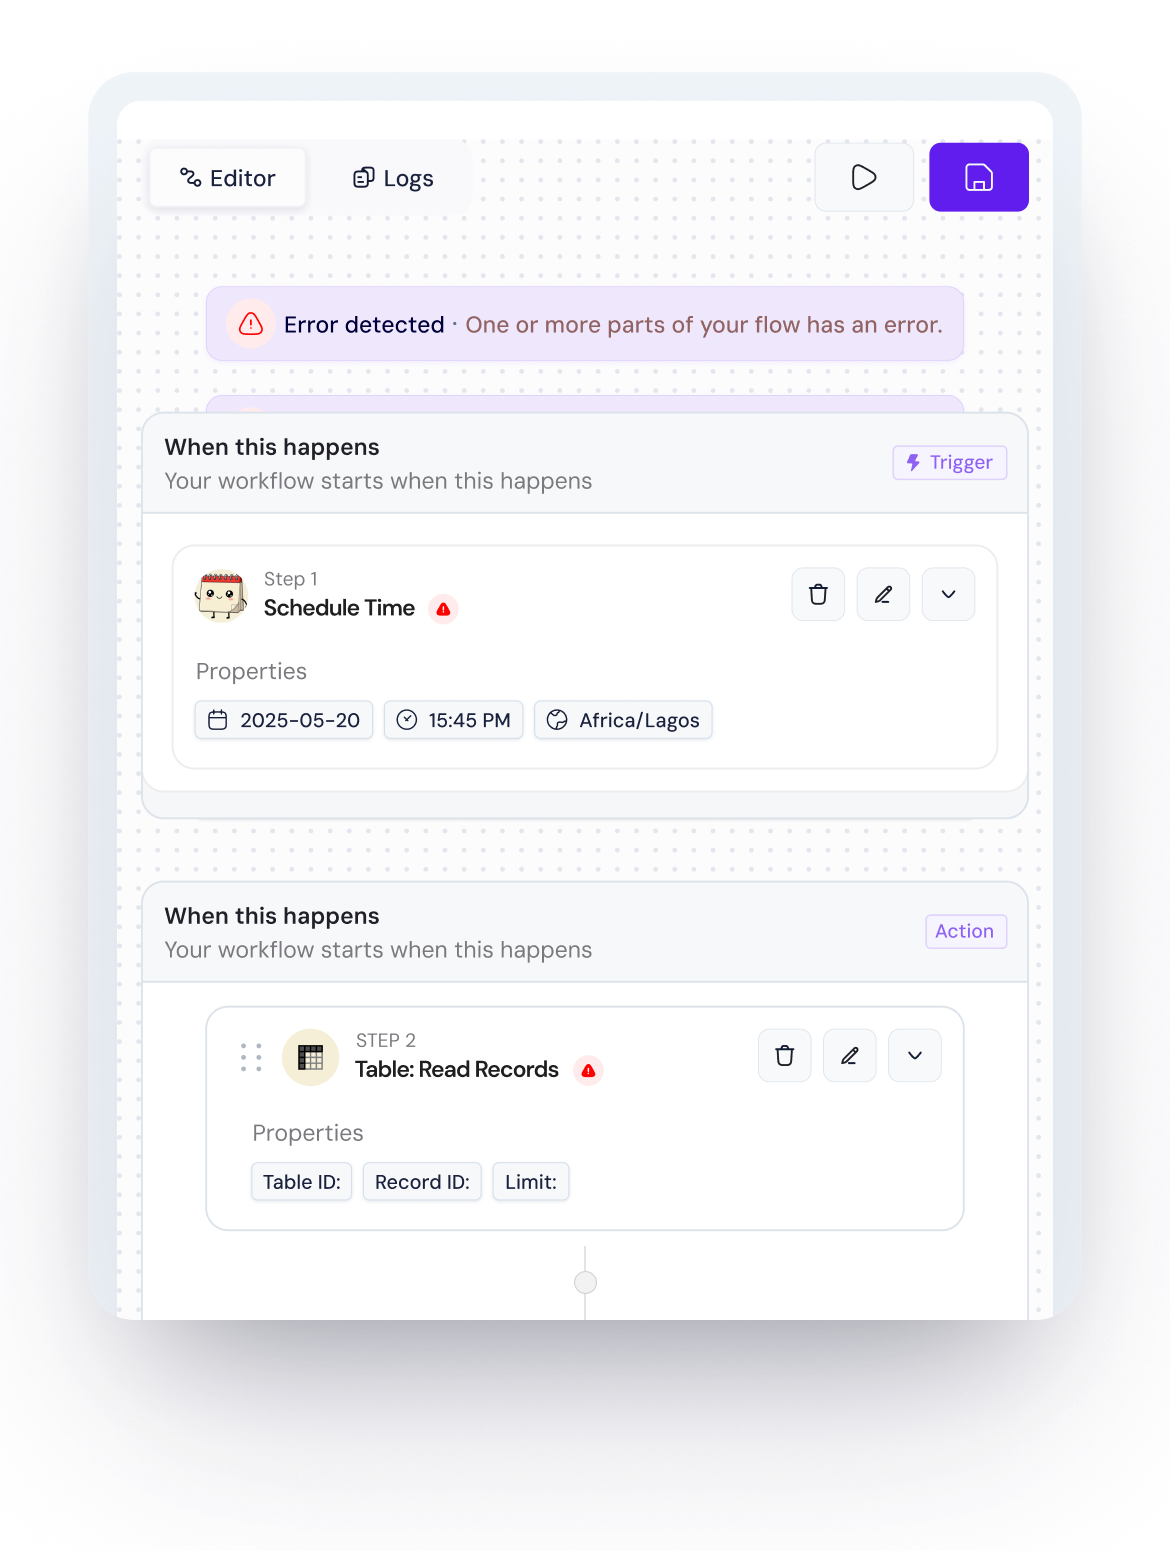 Editor
Logs
Error detected · One or more parts of your flow has an error.
When this happens
Your workflow starts when this happens
Trigger
Step 1
Schedule Time
Properties
2025-05-20
15:45 PM
Africa/Lagos
When this happens
Your workflow starts when this happens
Action
STEP 2
Table: Read Records
Properties
Table ID:
Record ID:
Limit: